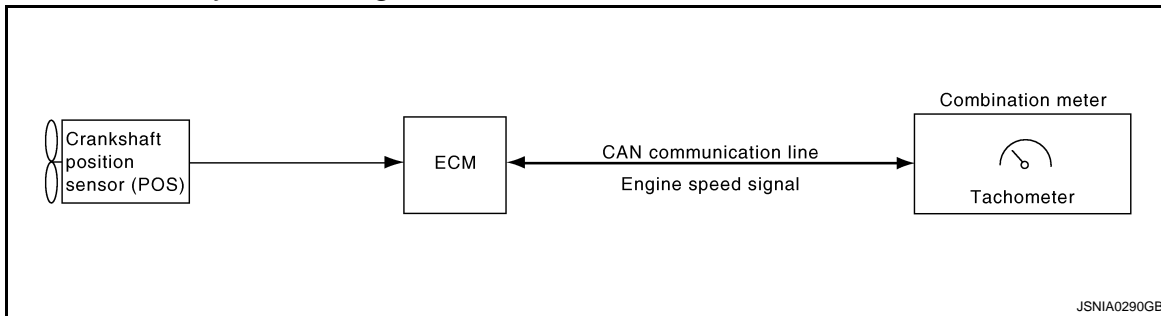 Crankshaft
position
sensor (POS)
ECM
CAN communication line
Engine speed signal
Combination meter
Tachometer
JSNIA0290GB